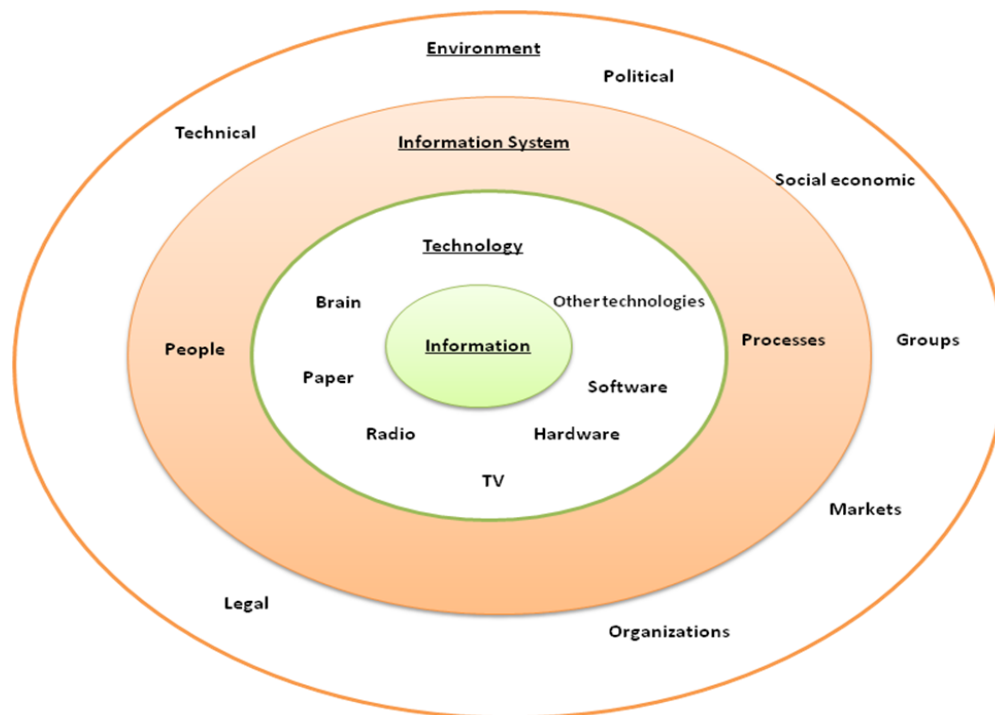 Environment
Political
Technical
Information System
Social economic
Technology
Brain
Other technologies
Information
People
Processes
Groups
Paper
Software
Radio
Hardware
TV
Markets
Legal
Organizations